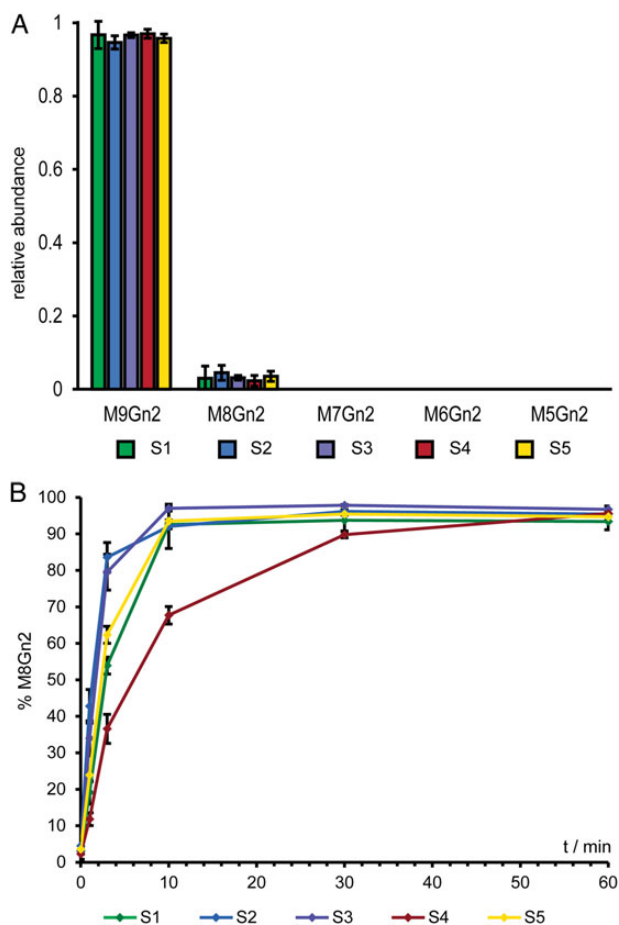 A
relative abundance
1
0.8
0.6
0.4
0.2
0
M9Gn2 M8Gn2 M7Gn2 M6Gn2 M5Gn2
S1 S2 S3 S4 S5
B
% M8Gn2
100
90
80
70
60
50
40
30
20
10
0
t / min
0 10 20 30 40 50 60
S1 S2 S3 S4 S5